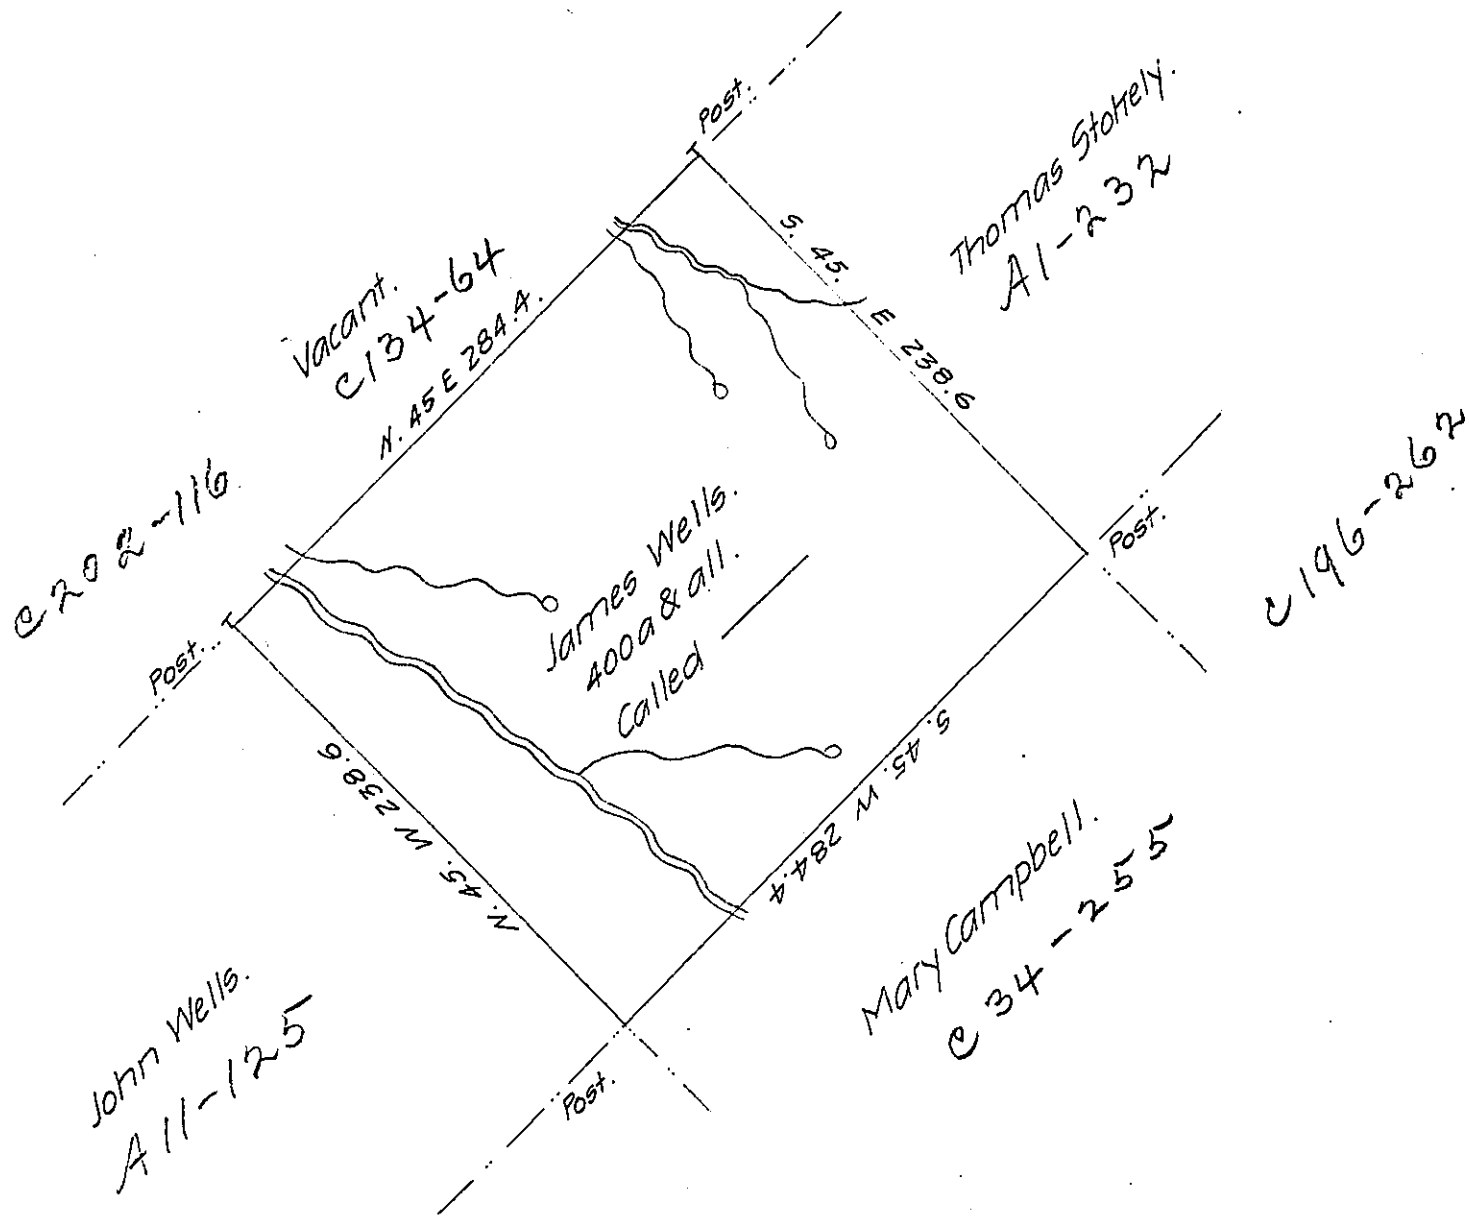 Post.
Thomas Stokely.
A1-232
S. 45. E 238.6
Vacant.
C134-64
N. 45 E 284.4.
C202-116
Post.
C196-262
Post.
James Wells.
400a & all.
Called
S. 45. W 284.4
N. 45. W 238.6
Mary Campbell.
C34-255
John Wells.
A11-125
Post.